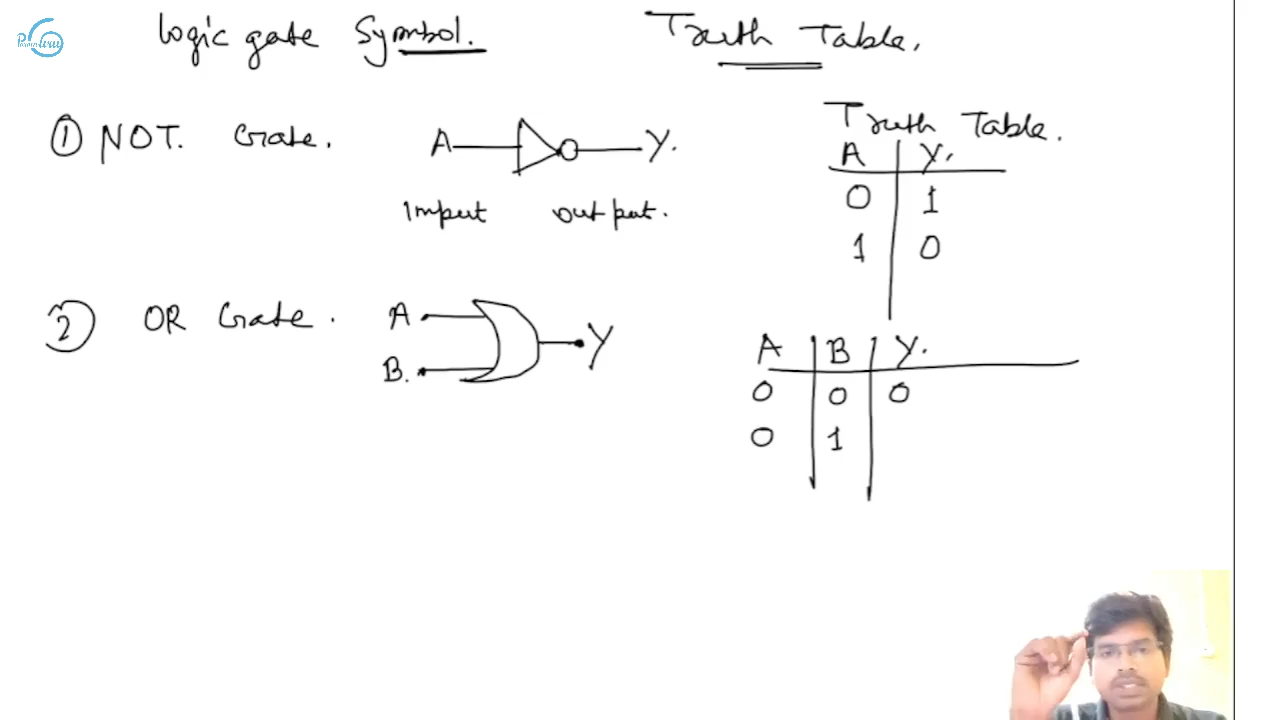 Logic gate Symbol.
Truth Table.
① NOT. Gate.
A Y.
Input output.
Truth Table.
A Y.
0 1
1 0
② OR Gate.
A
B.
Y
A B Y.
0 0 0
0 1